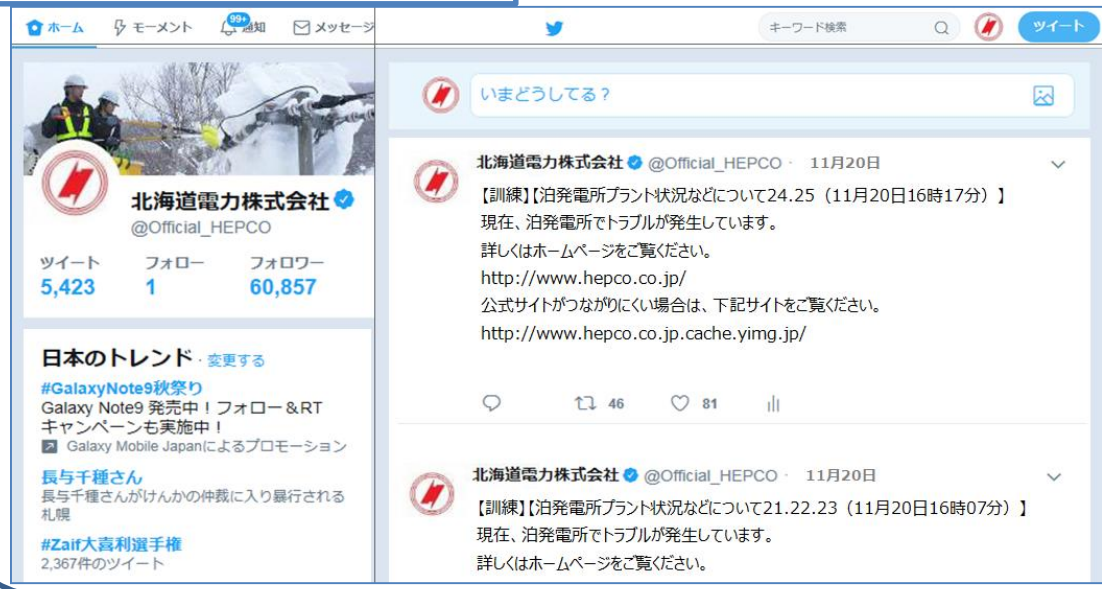 ホーム モーメント 99+ 通知 メッセージ キーワード検索 ツイート
北海道電力株式会社
@Official_HEPCO
ツイート フォロー フォロワー
5,423 1 60,857
日本のトレンド · 変更する
#GalaxyNote9秋祭り
Galaxy Note9 発売中！フォロー＆RT
キャンペーンも実施中！
Galaxy Mobile Japanによるプロモーション
長与千種さん
長与千種さんがけんかの仲裁に入り暴行される
札幌
#Zaif大喜利選手権
2,367件のツイート
いまどうしてる？
北海道電力株式会社 @Official_HEPCO · 11月20日
【訓練】【泊発電所プラント状況などについて24.25（11月20日16時17分）】
現在、泊発電所でトラブルが発生しています。
詳しくはホームページをご覧ください。
http://www.hepco.co.jp/
公式サイトがつながりにくい場合は、下記サイトをご覧ください。
http://www.hepco.co.jp.cache.yimg.jp/
46 81
北海道電力株式会社 @Official_HEPCO · 11月20日
【訓練】【泊発電所プラント状況などについて21.22.23（11月20日16時07分）】
現在、泊発電所でトラブルが発生しています。
詳しくはホームページをご覧ください。